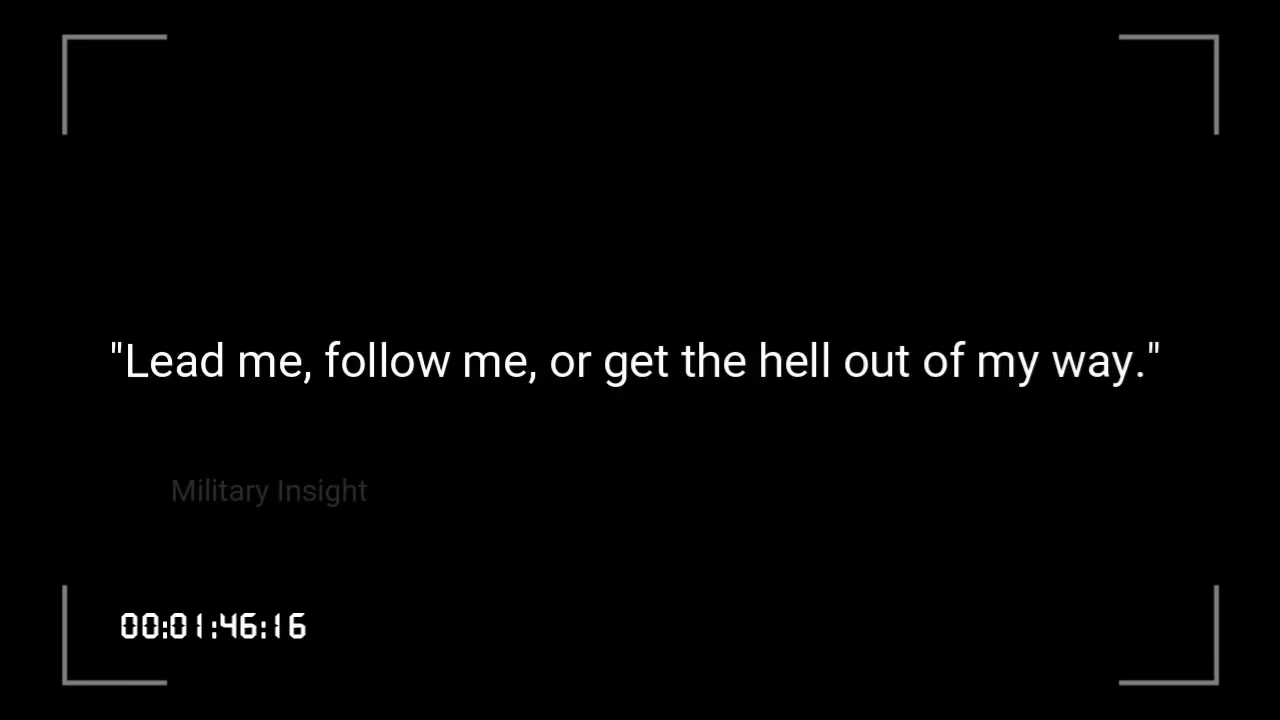 "Lead me, follow me, or get the hell out of my way."
Military Insight
00:01:46:16